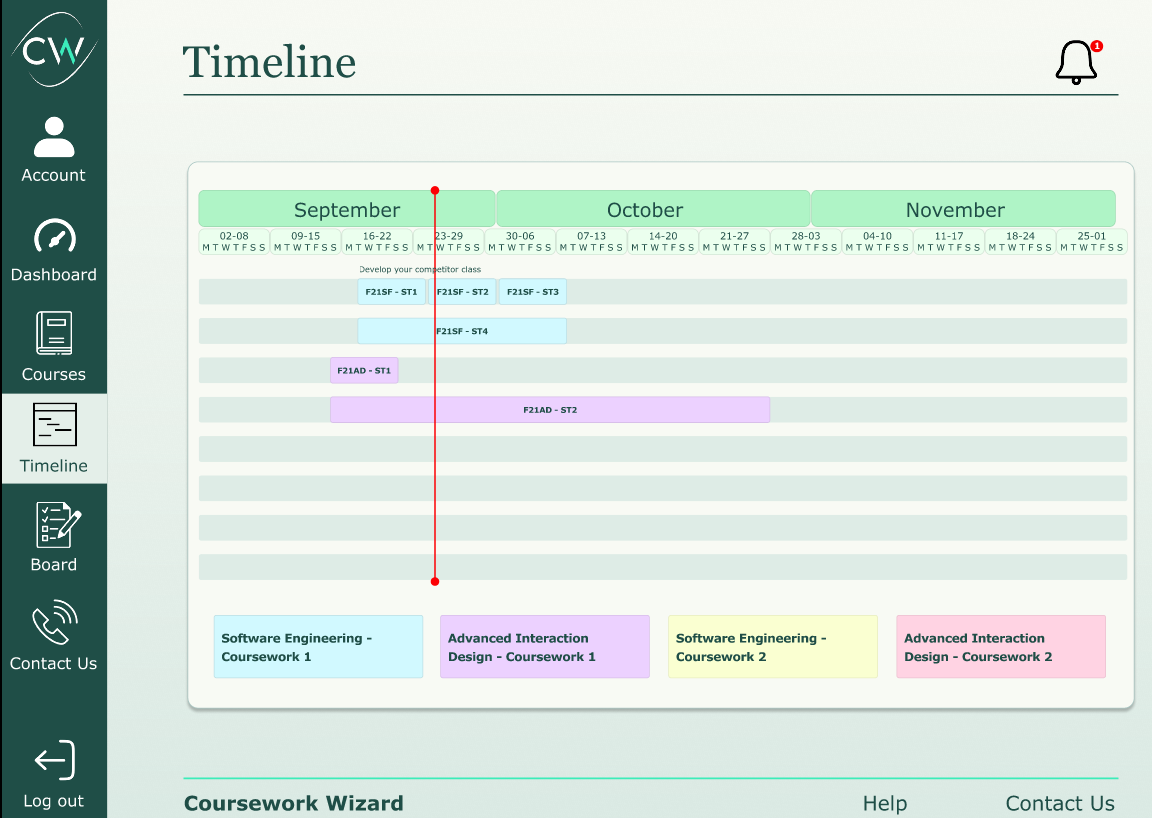 CW
Account
Dashboard
Courses
Timeline
Board
Contact Us
Log out
Timeline
1
September October November
02-08 09-15 16-22 23-29 30-06 07-13 14-20 21-27 28-03 04-10 11-17 18-24 25-01
M T W T F S S M T W T F S S M T W T F S S M T W T F S S M T W T F S S M T W T F S S M T W T F S S M T W T F S S M T W T F S S M T W T F S S M T W T F S S M T W T F S S M T W T F S S
Develop your competitor class
F21SF - ST1 F21SF - ST2 F21SF - ST3
F21SF - ST4
F21AD - ST1
F21AD - ST2
Software Engineering -
Coursework 1
Advanced Interaction
Design - Coursework 1
Software Engineering -
Coursework 2
Advanced Interaction
Design - Coursework 2
Coursework Wizard Help Contact Us